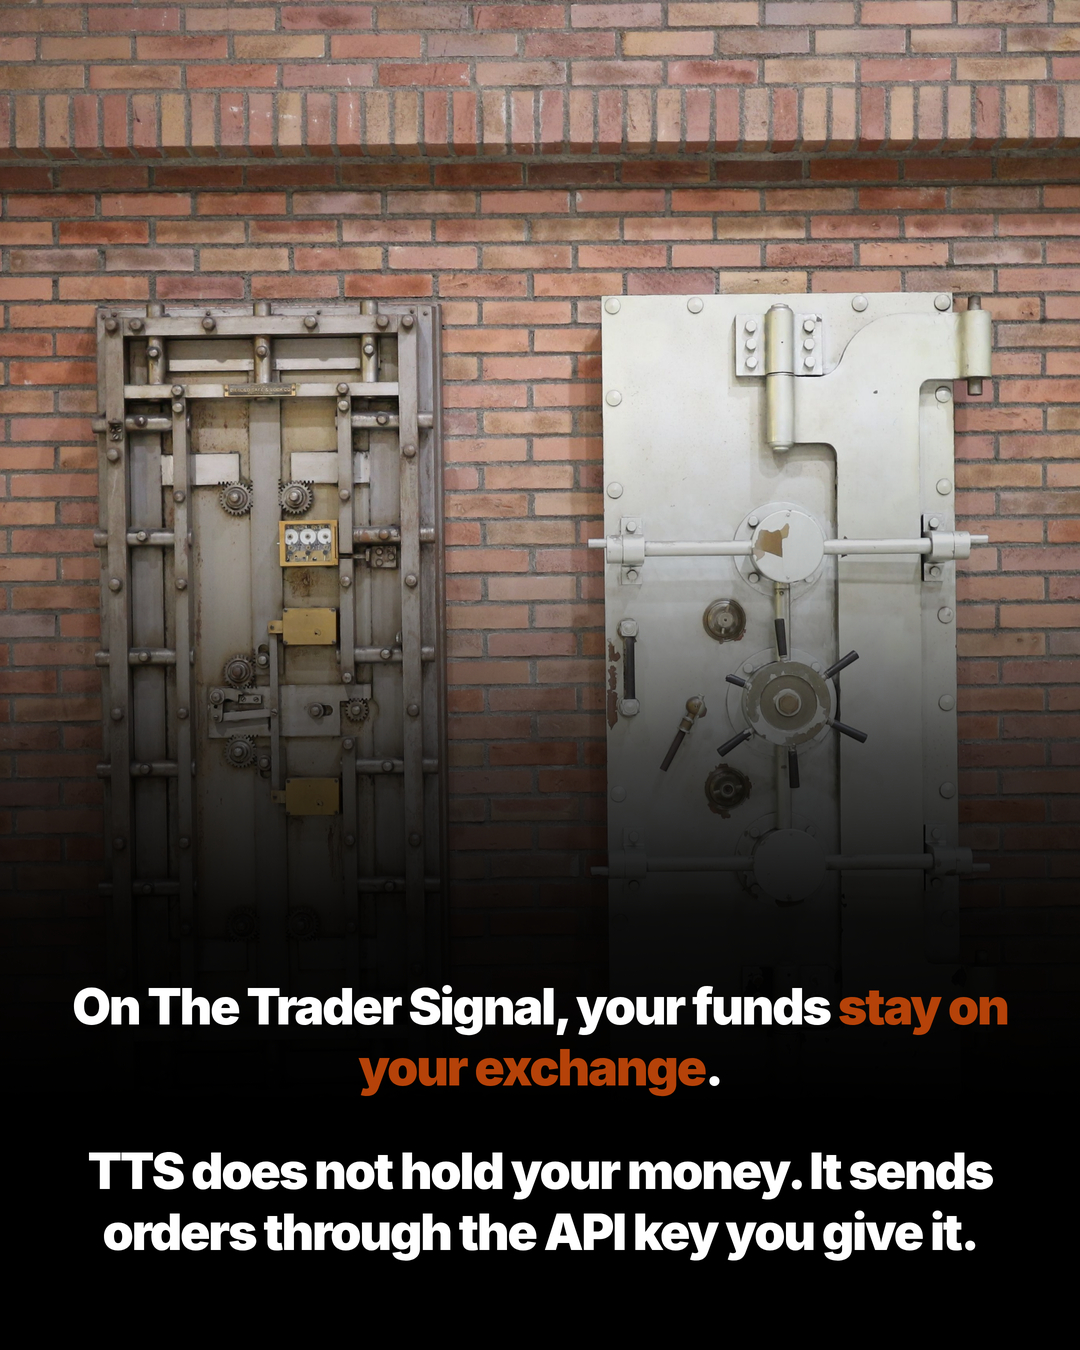 On The Trader Signal, your funds stay on
your exchange.
TTS does not hold your money. It sends
orders through the API key you give it.